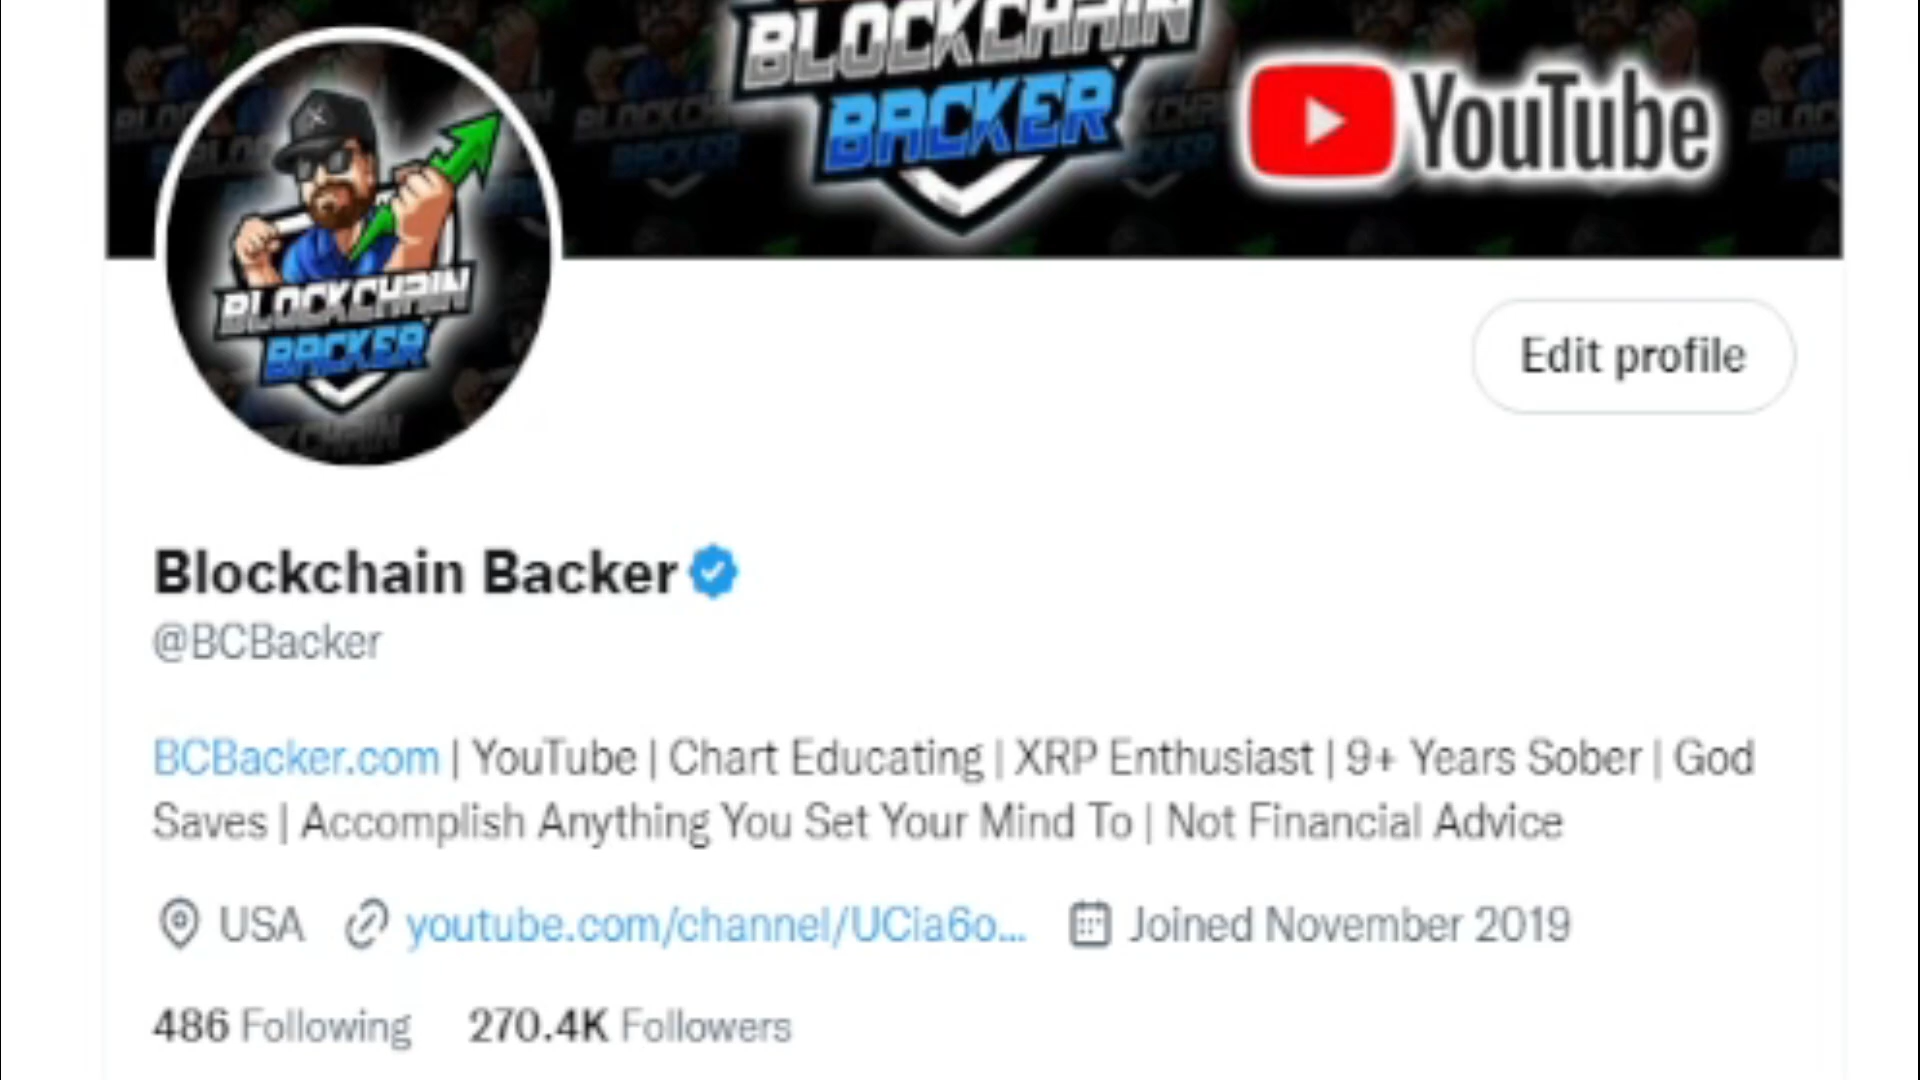 BLOCKCHAIN
BACKER
YouTube
BLOCKCHAIN
BACKER
Edit profile
Blockchain Backer
@BCBacker
BCBacker.com | YouTube | Chart Educating | XRP Enthusiast | 9+ Years Sober | God
Saves | Accomplish Anything You Set Your Mind To | Not Financial Advice
USA youtube.com/channel/UCia6o... Joined November 2019
486 Following 270.4K Followers